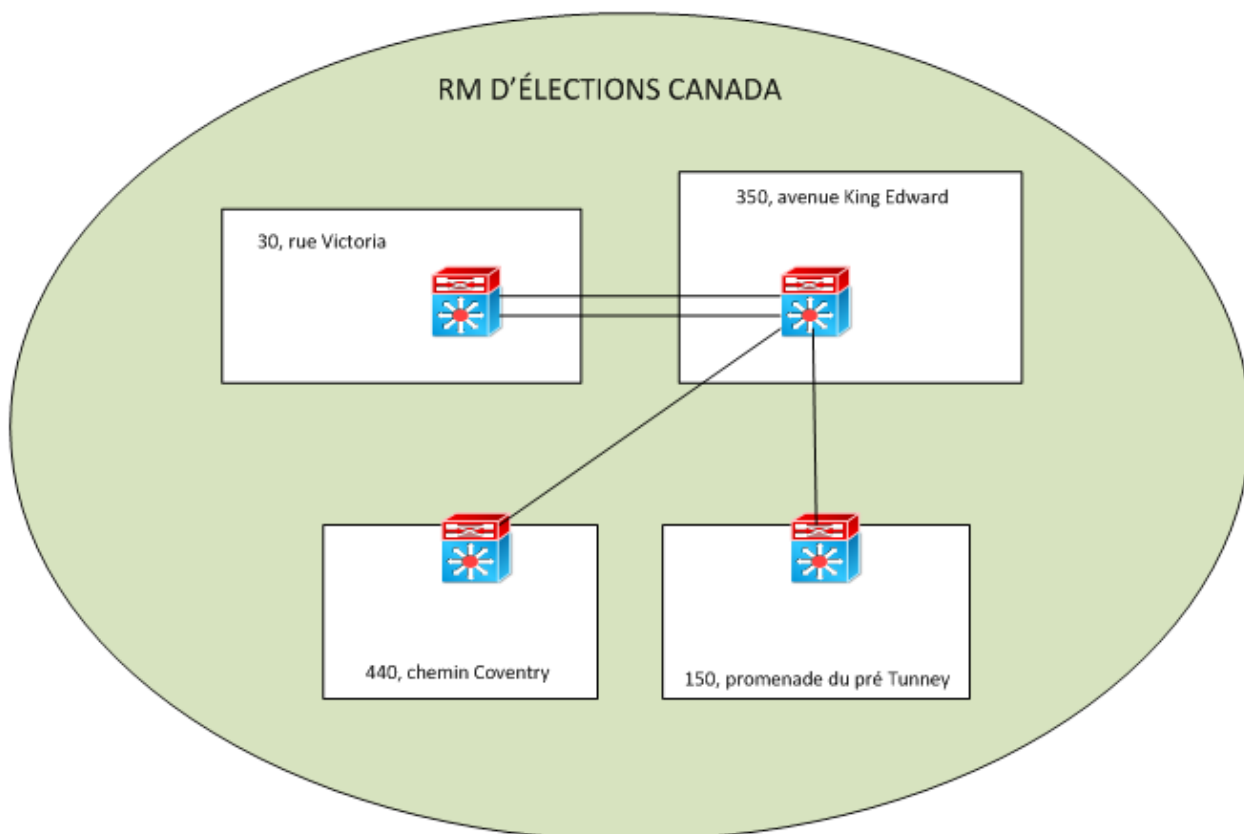 RM D'ÉLECTIONS CANADA
350, avenue King Edward
30, rue Victoria
440, chemin Coventry
150, promenade du pré Tunney